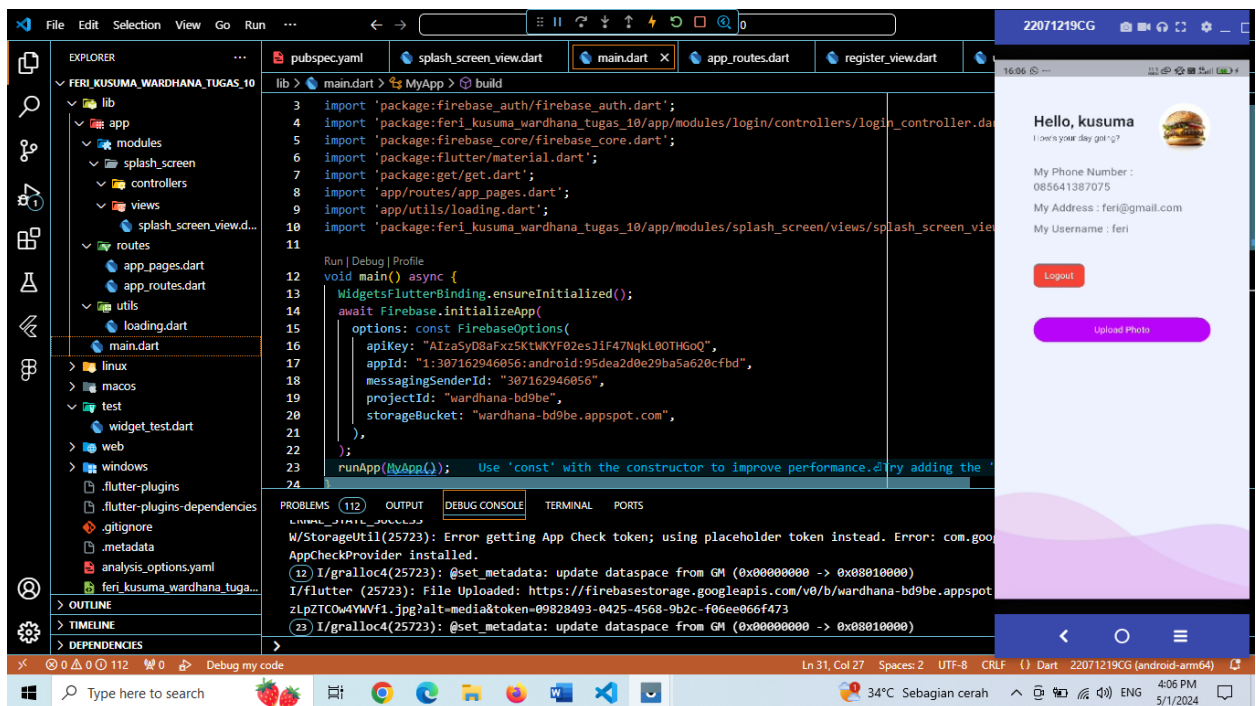 File Edit Selection View Go Run ··· 0
22071219CG
EXPLORER
FERI_KUSUMA_WARDHANA_TUGAS_10
lib
app
modules
splash_screen
controllers
views
splash_screen_view.d...
routes
app_pages.dart
app_routes.dart
utils
loading.dart
main.dart
linux
macos
test
widget_test.dart
web
windows
.flutter-plugins
.flutter-plugins-dependencies
.gitignore
.metadata
analysis_options.yaml
feri_kusuma_wardhana_tuga...
OUTLINE
TIMELINE
DEPENDENCIES
1
pubspec.yaml splash_screen_view.dart main.dart app_routes.dart register_view.dart
lib > main.dart > MyApp > build
3 import 'package:firebase_auth/firebase_auth.dart';
4 import 'package:feri_kusuma_wardhana_tugas_10/app/modules/login/controllers/login_controller.da
5 import 'package:firebase_core/firebase_core.dart';
6 import 'package:flutter/material.dart';
7 import 'package:get/get.dart';
8 import 'app/routes/app_pages.dart';
9 import 'app/utils/loading.dart';
10 import 'package:feri_kusuma_wardhana_tugas_10/app/modules/splash_screen/views/splash_screen_vie
11
Run | Debug | Profile
12 void main() async {
13 WidgetsFlutterBinding.ensureInitialized();
14 await Firebase.initializeApp(
15 options: const FirebaseOptions(
16 apiKey: "AIzaSyD8aFxz5KtWKYF02esJiF47NqkL0OTHGoQ",
17 appId: "1:307162946056:android:95dea2d0e29ba5a620cfbd",
18 messagingSenderId: "307162946056",
19 projectId: "wardhana-bd9be",
20 storageBucket: "wardhana-bd9be.appspot.com",
21 ),
22 );
23 runApp(MyApp()); Use 'const' with the constructor to improve performance.⏎Try adding the '
24 }
PROBLEMS 112 OUTPUT DEBUG CONSOLE TERMINAL PORTS
ERNAL_STATE_SUCCESS
W/StorageUtil(25723): Error getting App Check token; using placeholder token instead. Error: com.goo
AppCheckProvider installed.
12 I/gralloc4(25723): @set_metadata: update dataspace from GM (0x00000000 -> 0x08010000)
I/flutter (25723): File Uploaded: https://firebasestorage.googleapis.com/v0/b/wardhana-bd9be.appspot
zLpZTCOw4YWVf1.jpg?alt=media&token=09828493-0425-4568-9b2c-f06ee066f473
23 I/gralloc4(25723): @set_metadata: update dataspace from GM (0x00000000 -> 0x08010000)
>
16:06
Hello, kusuma
How's your day going?
My Phone Number :
085641387075
My Address : feri@gmail.com
My Username : feri
Logout
Upload Photo
0 0 112 0 Debug my code Ln 31, Col 27 Spaces: 2 UTF-8 CRLF {} Dart 22071219CG (android-arm64)
Type here to search 34°C Sebagian cerah ENG 4:06 PM
5/1/2024